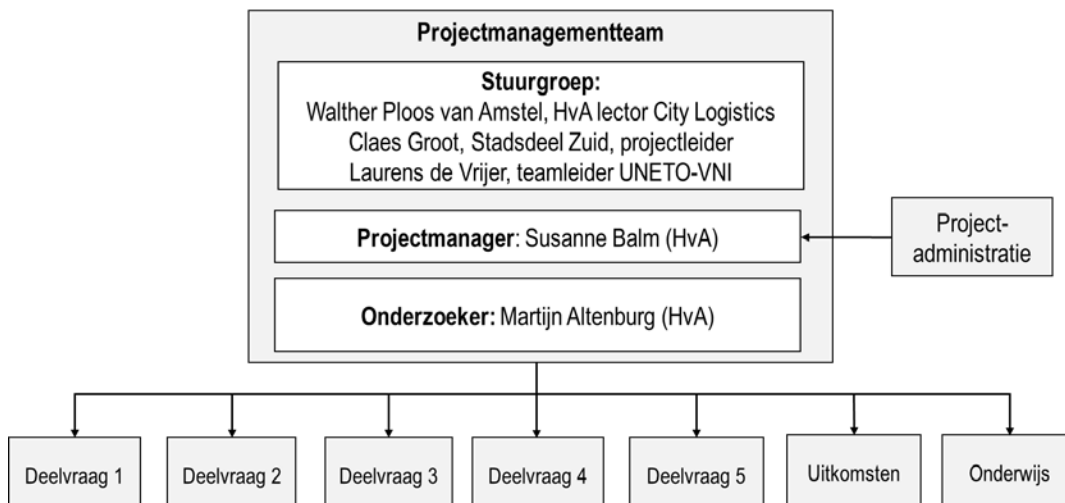 Projectmanagementteam
Stuurgroep:
Walther Ploos van Amstel, HvA lector City Logistics
Claes Groot, Stadsdeel Zuid, projectleider
Laurens de Vrijer, teamleider UNETO-VNI
Projectmanager: Susanne Balm (HvA)
Project-
administratie
Onderzoeker: Martijn Altenburg (HvA)
Deelvraag 1
Deelvraag 2
Deelvraag 3
Deelvraag 4
Deelvraag 5
Uitkomsten
Onderwijs